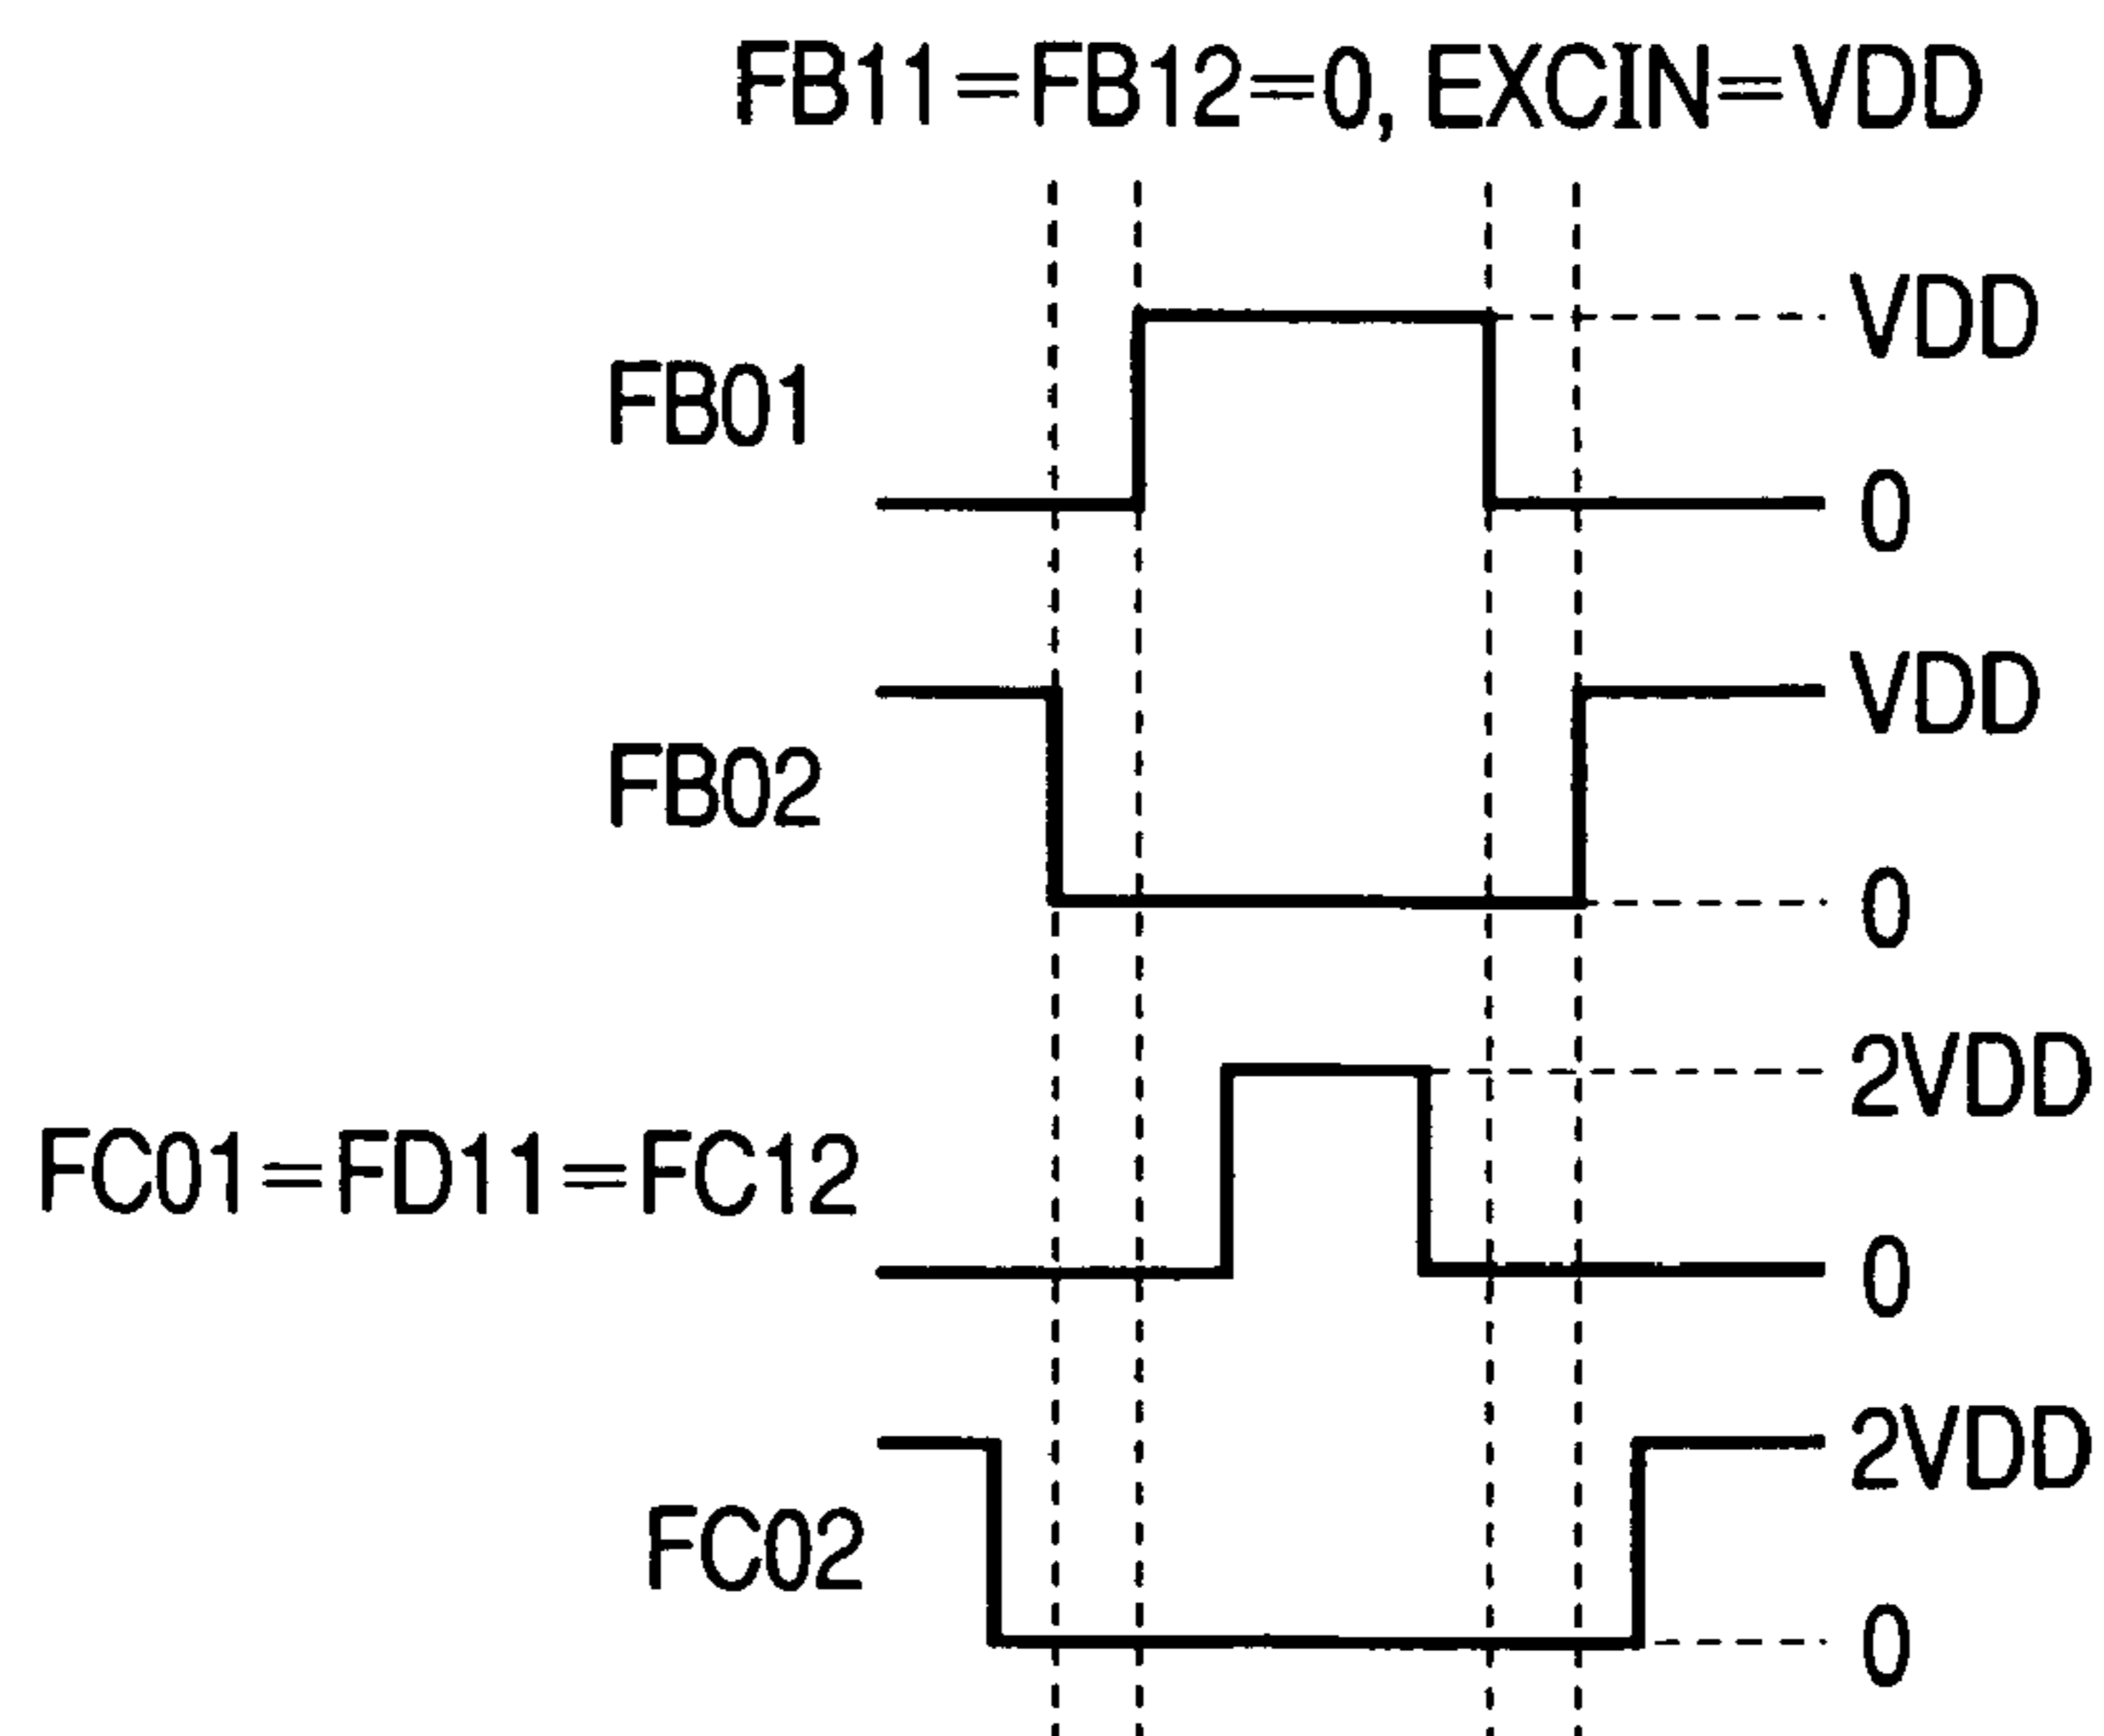 FB11=FB12=0, EXCIN=VDD
VDD
FB01
0
VDD
FB02
0
2VDD
FC01=FD11=FC12
0
2VDD
FC02
0